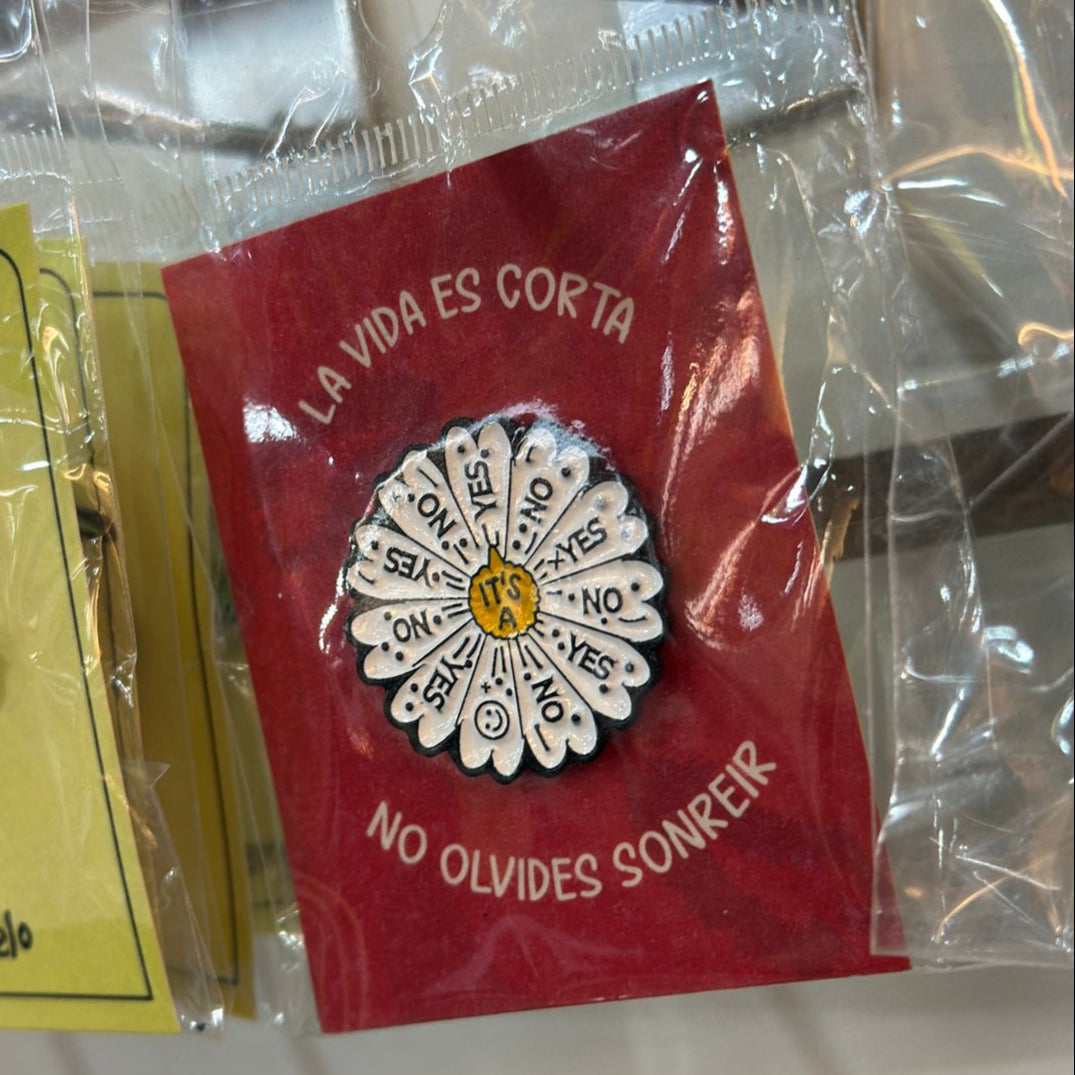 LA VIDA ES CORTA
YES
NO
YES
NO
YES
NO
YES
NO
YES
NO
IT'S
A
NO OLVIDES SONREIR